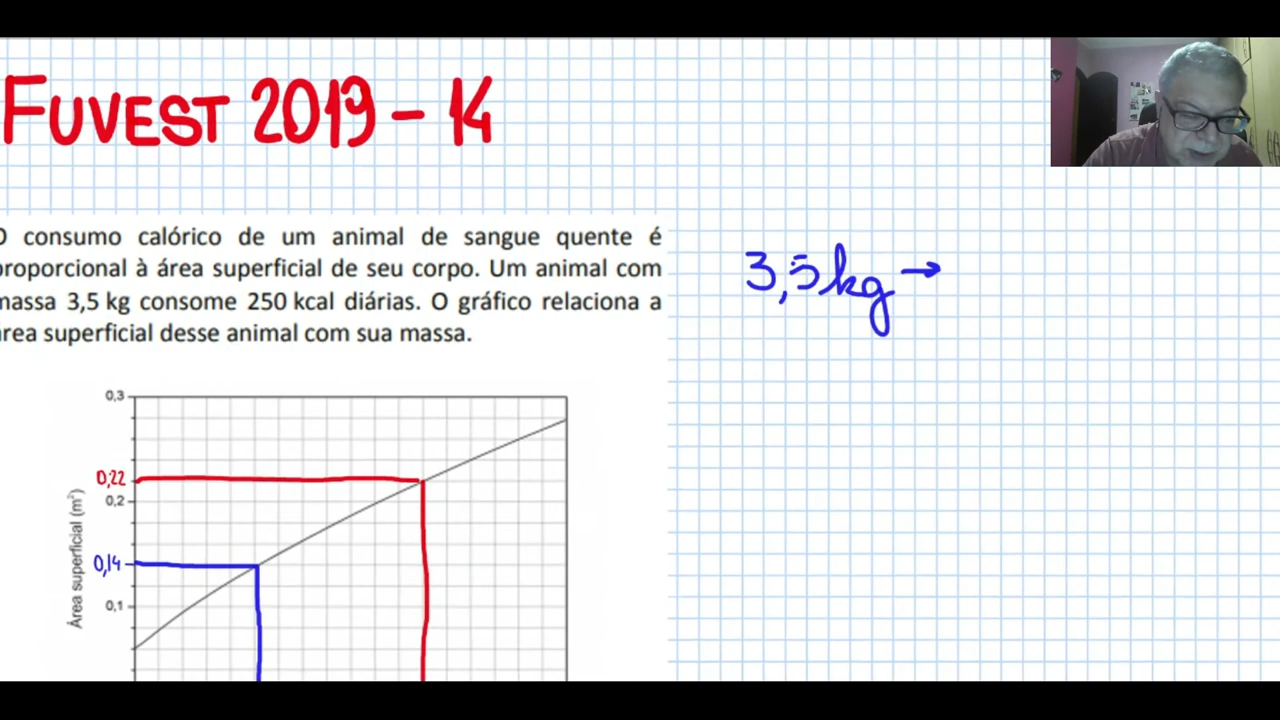 FUVEST 2019 - 14
O consumo calórico de um animal de sangue quente é
proporcional à área superficial de seu corpo. Um animal com
massa 3,5 kg consome 250 kcal diárias. O gráfico relaciona a
área superficial desse animal com sua massa.
3,5 kg →
0,3
0,22
0,2
0,14
0,1
Área superficial (m²)